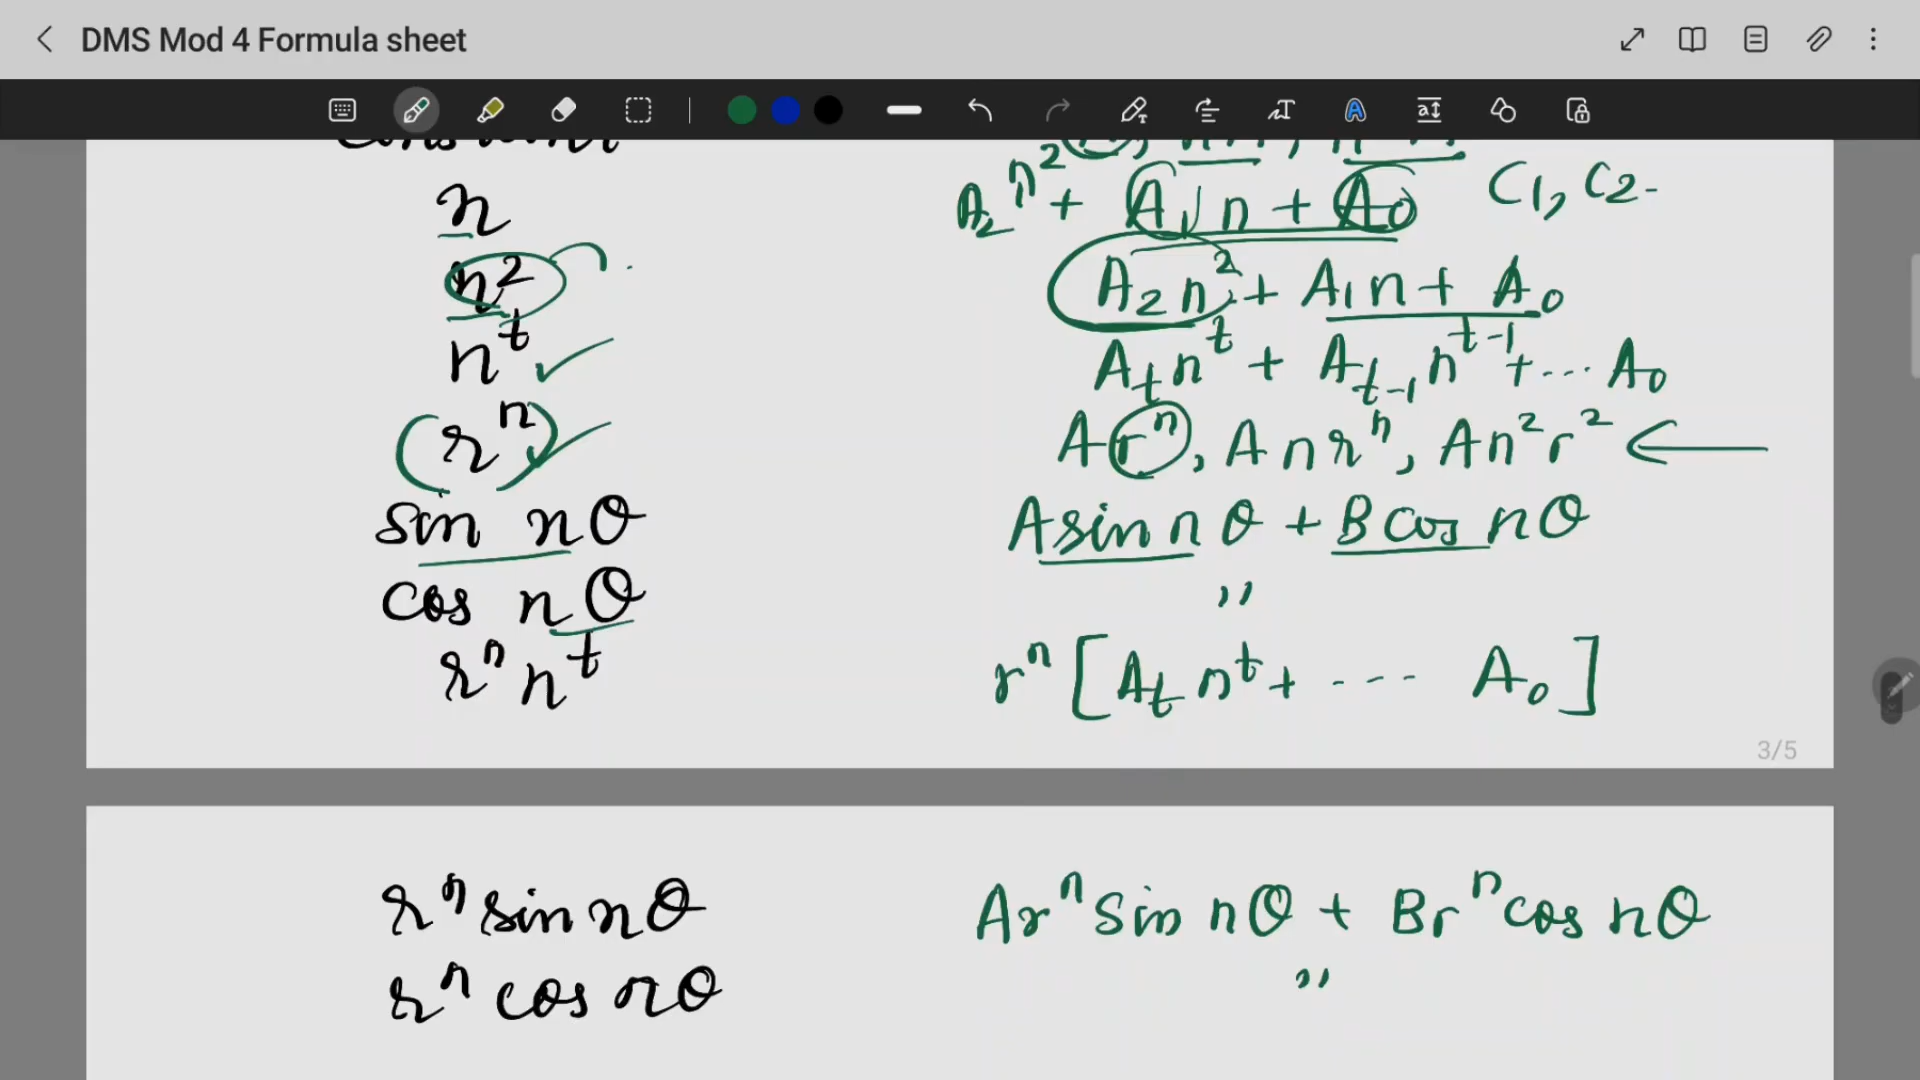 DMS Mod 4 Formula sheet
n A₂n² + A₁n + A₀ C₁, C₂-
n² A₂n² + A₁n + A₀
nᵗ Aₜnᵗ + Aₜ₋₁nᵗ⁻¹ + ... A₀
(rⁿ) Arⁿ, Anrⁿ, An²r² ←
sin nθ Asin nθ + B cos nθ
cos nθ "
rⁿnᵗ rⁿ[Aₜnᵗ + --- A₀]
3/5
rⁿ sin nθ Arⁿ Sin nθ + Brⁿ cos nθ
rⁿ cos nθ "